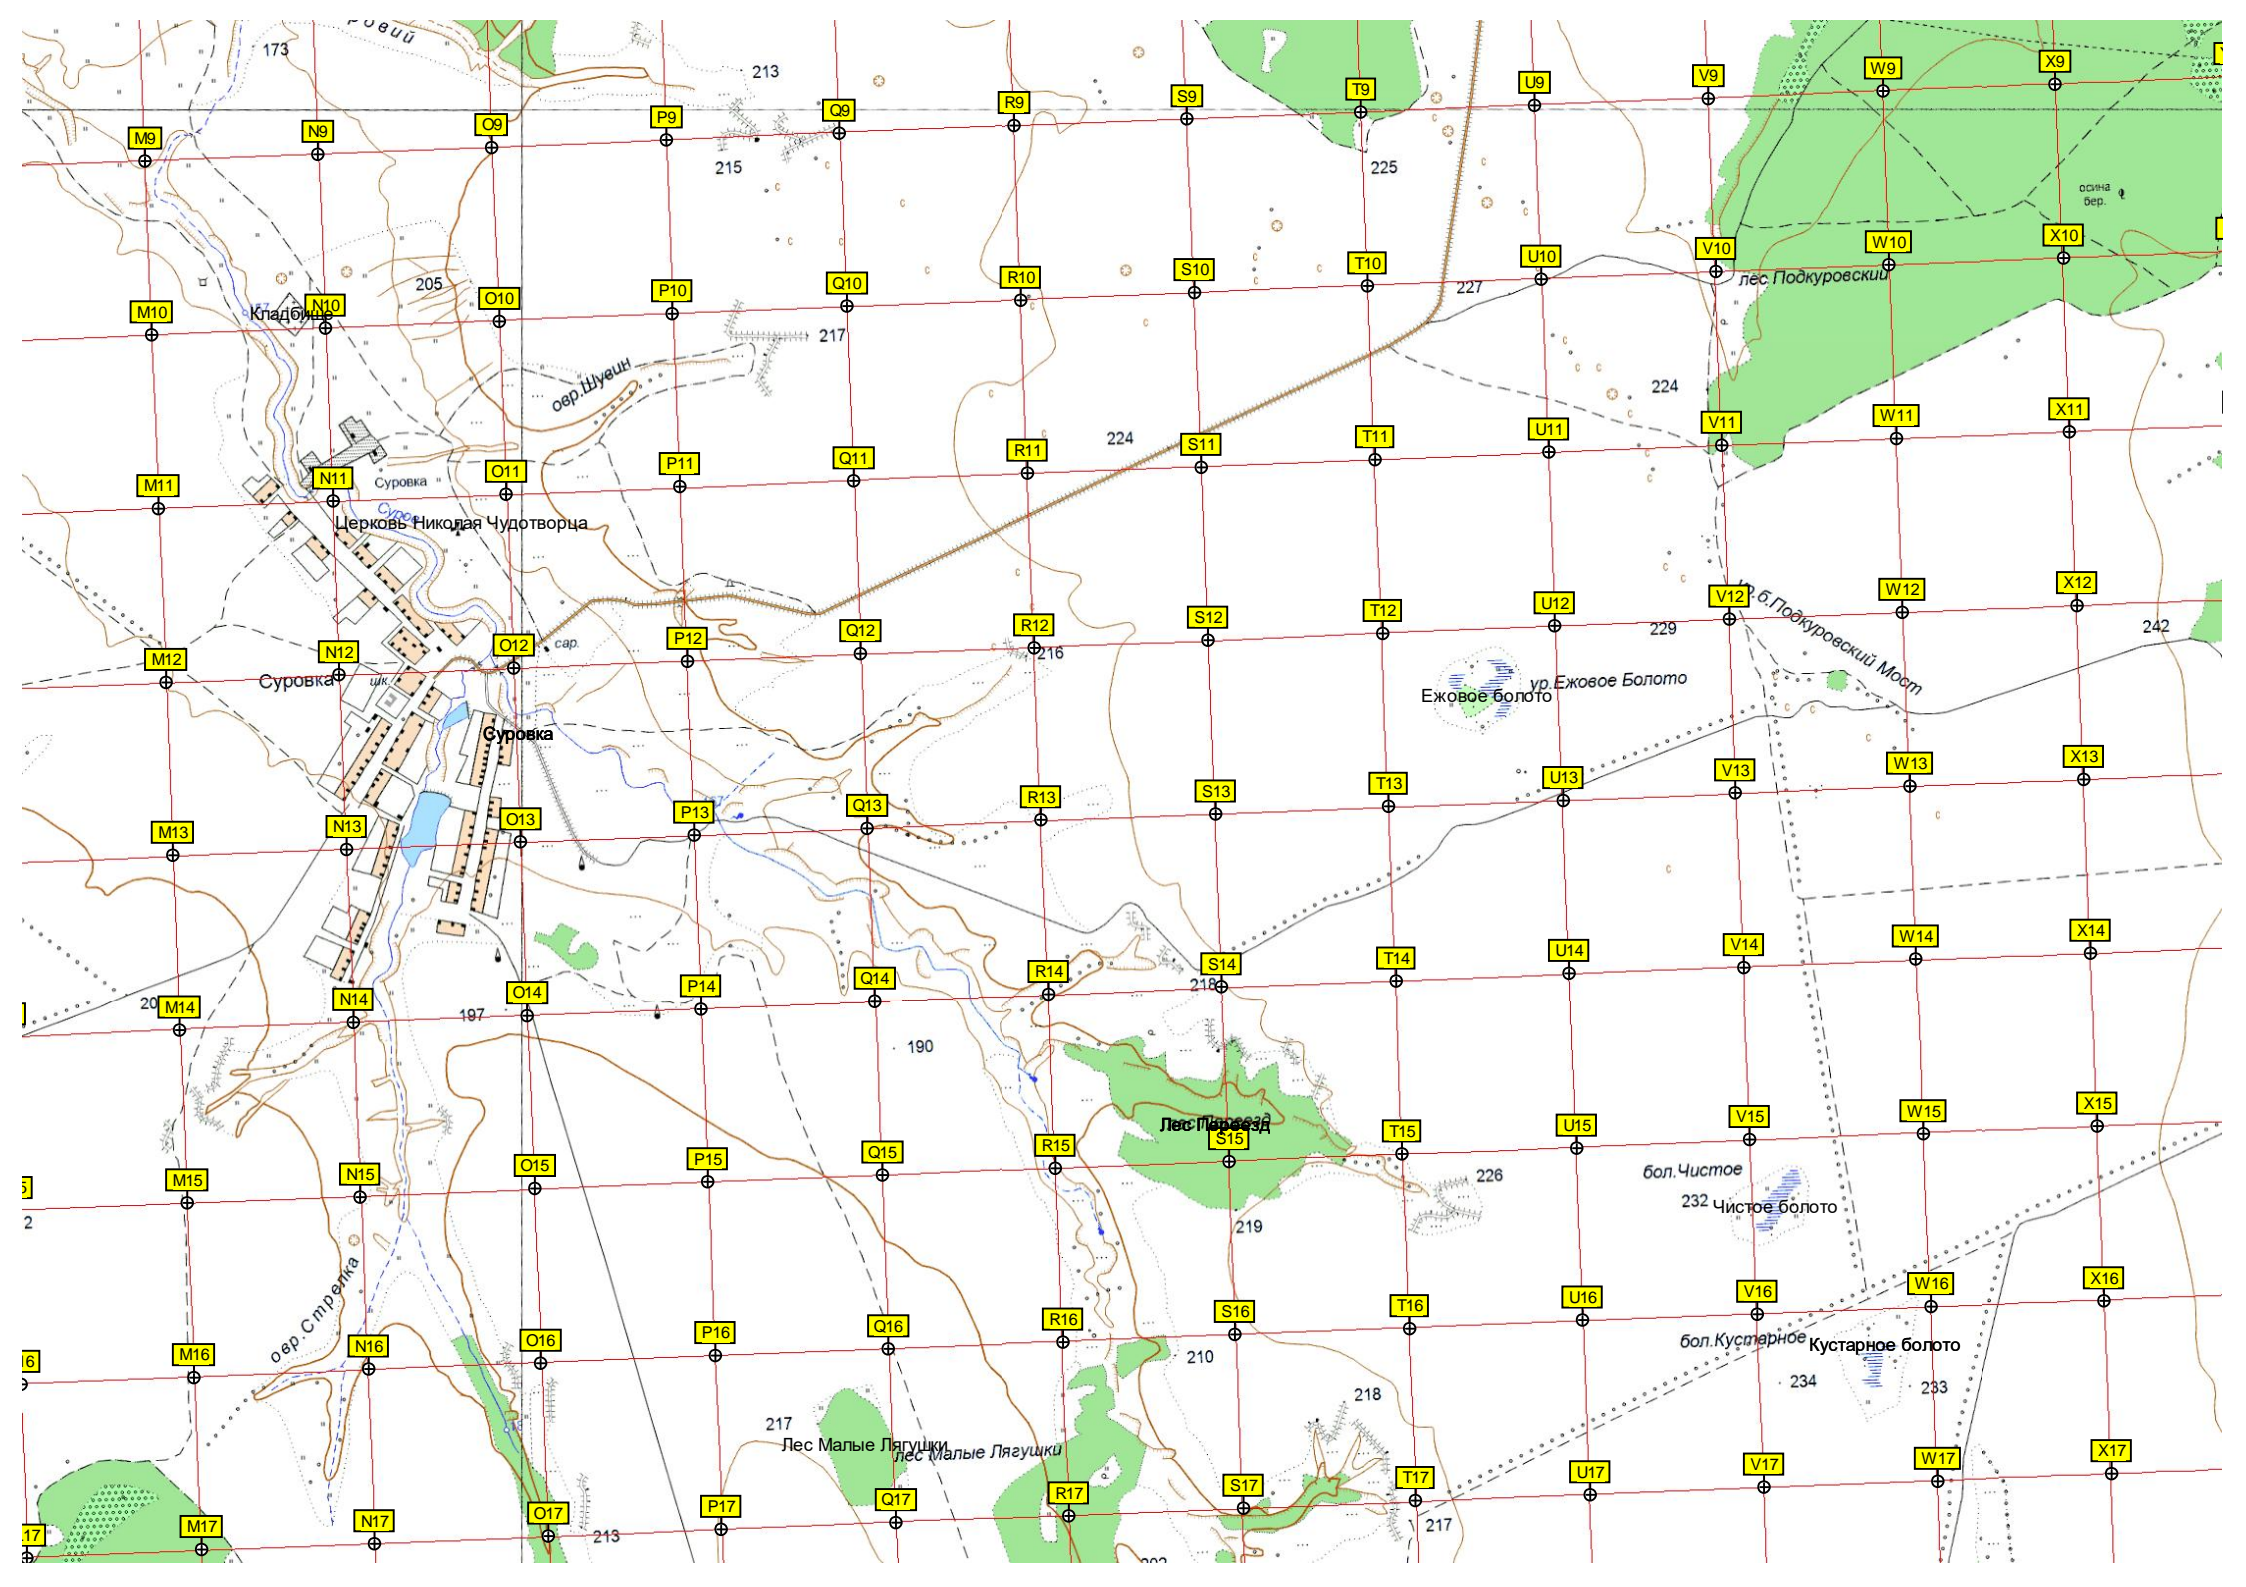 173
213
M9
N9
O9
P9
Q9
R9
S9
T9
U9
V9
W9
X9
215
225
осина
бер.
205
M10
N10
O10
P10
Q10
R10
S10
T10
U10
V10
W10
X10
227
лес Подкуровский
Кладбище
217
овр.Шувин
224
224
M11
N11
O11
P11
Q11
R11
S11
T11
U11
V11
W11
X11
Суровка
Церковь Николая Чудотворца
M12
N12
O12
P12
Q12
R12
S12
T12
U12
V12
W12
X12
сар.
216
229
242
ур.б.Подкуровский Мост
Суровка
шк.
ур.Ежовое Болото
Ежовое болото
Суровка
M13
N13
O13
P13
Q13
R13
S13
T13
U13
V13
W13
X13
M14
N14
O14
P14
Q14
R14
S14
T14
U14
V14
W14
X14
197
218
190
Лес Переезд
M15
N15
O15
P15
Q15
R15
S15
T15
U15
V15
W15
X15
226
бол.Чистое
232
Чистое болото
219
овр.Стрелка
M16
N16
O16
P16
Q16
R16
S16
T16
U16
V16
W16
X16
210
бол.Кустарное
Кустарное болото
218
234
233
217
Лес Малые Лягушки
лес Малые Лягушки
M17
N17
O17
P17
Q17
R17
S17
T17
U17
V17
W17
X17
213
217